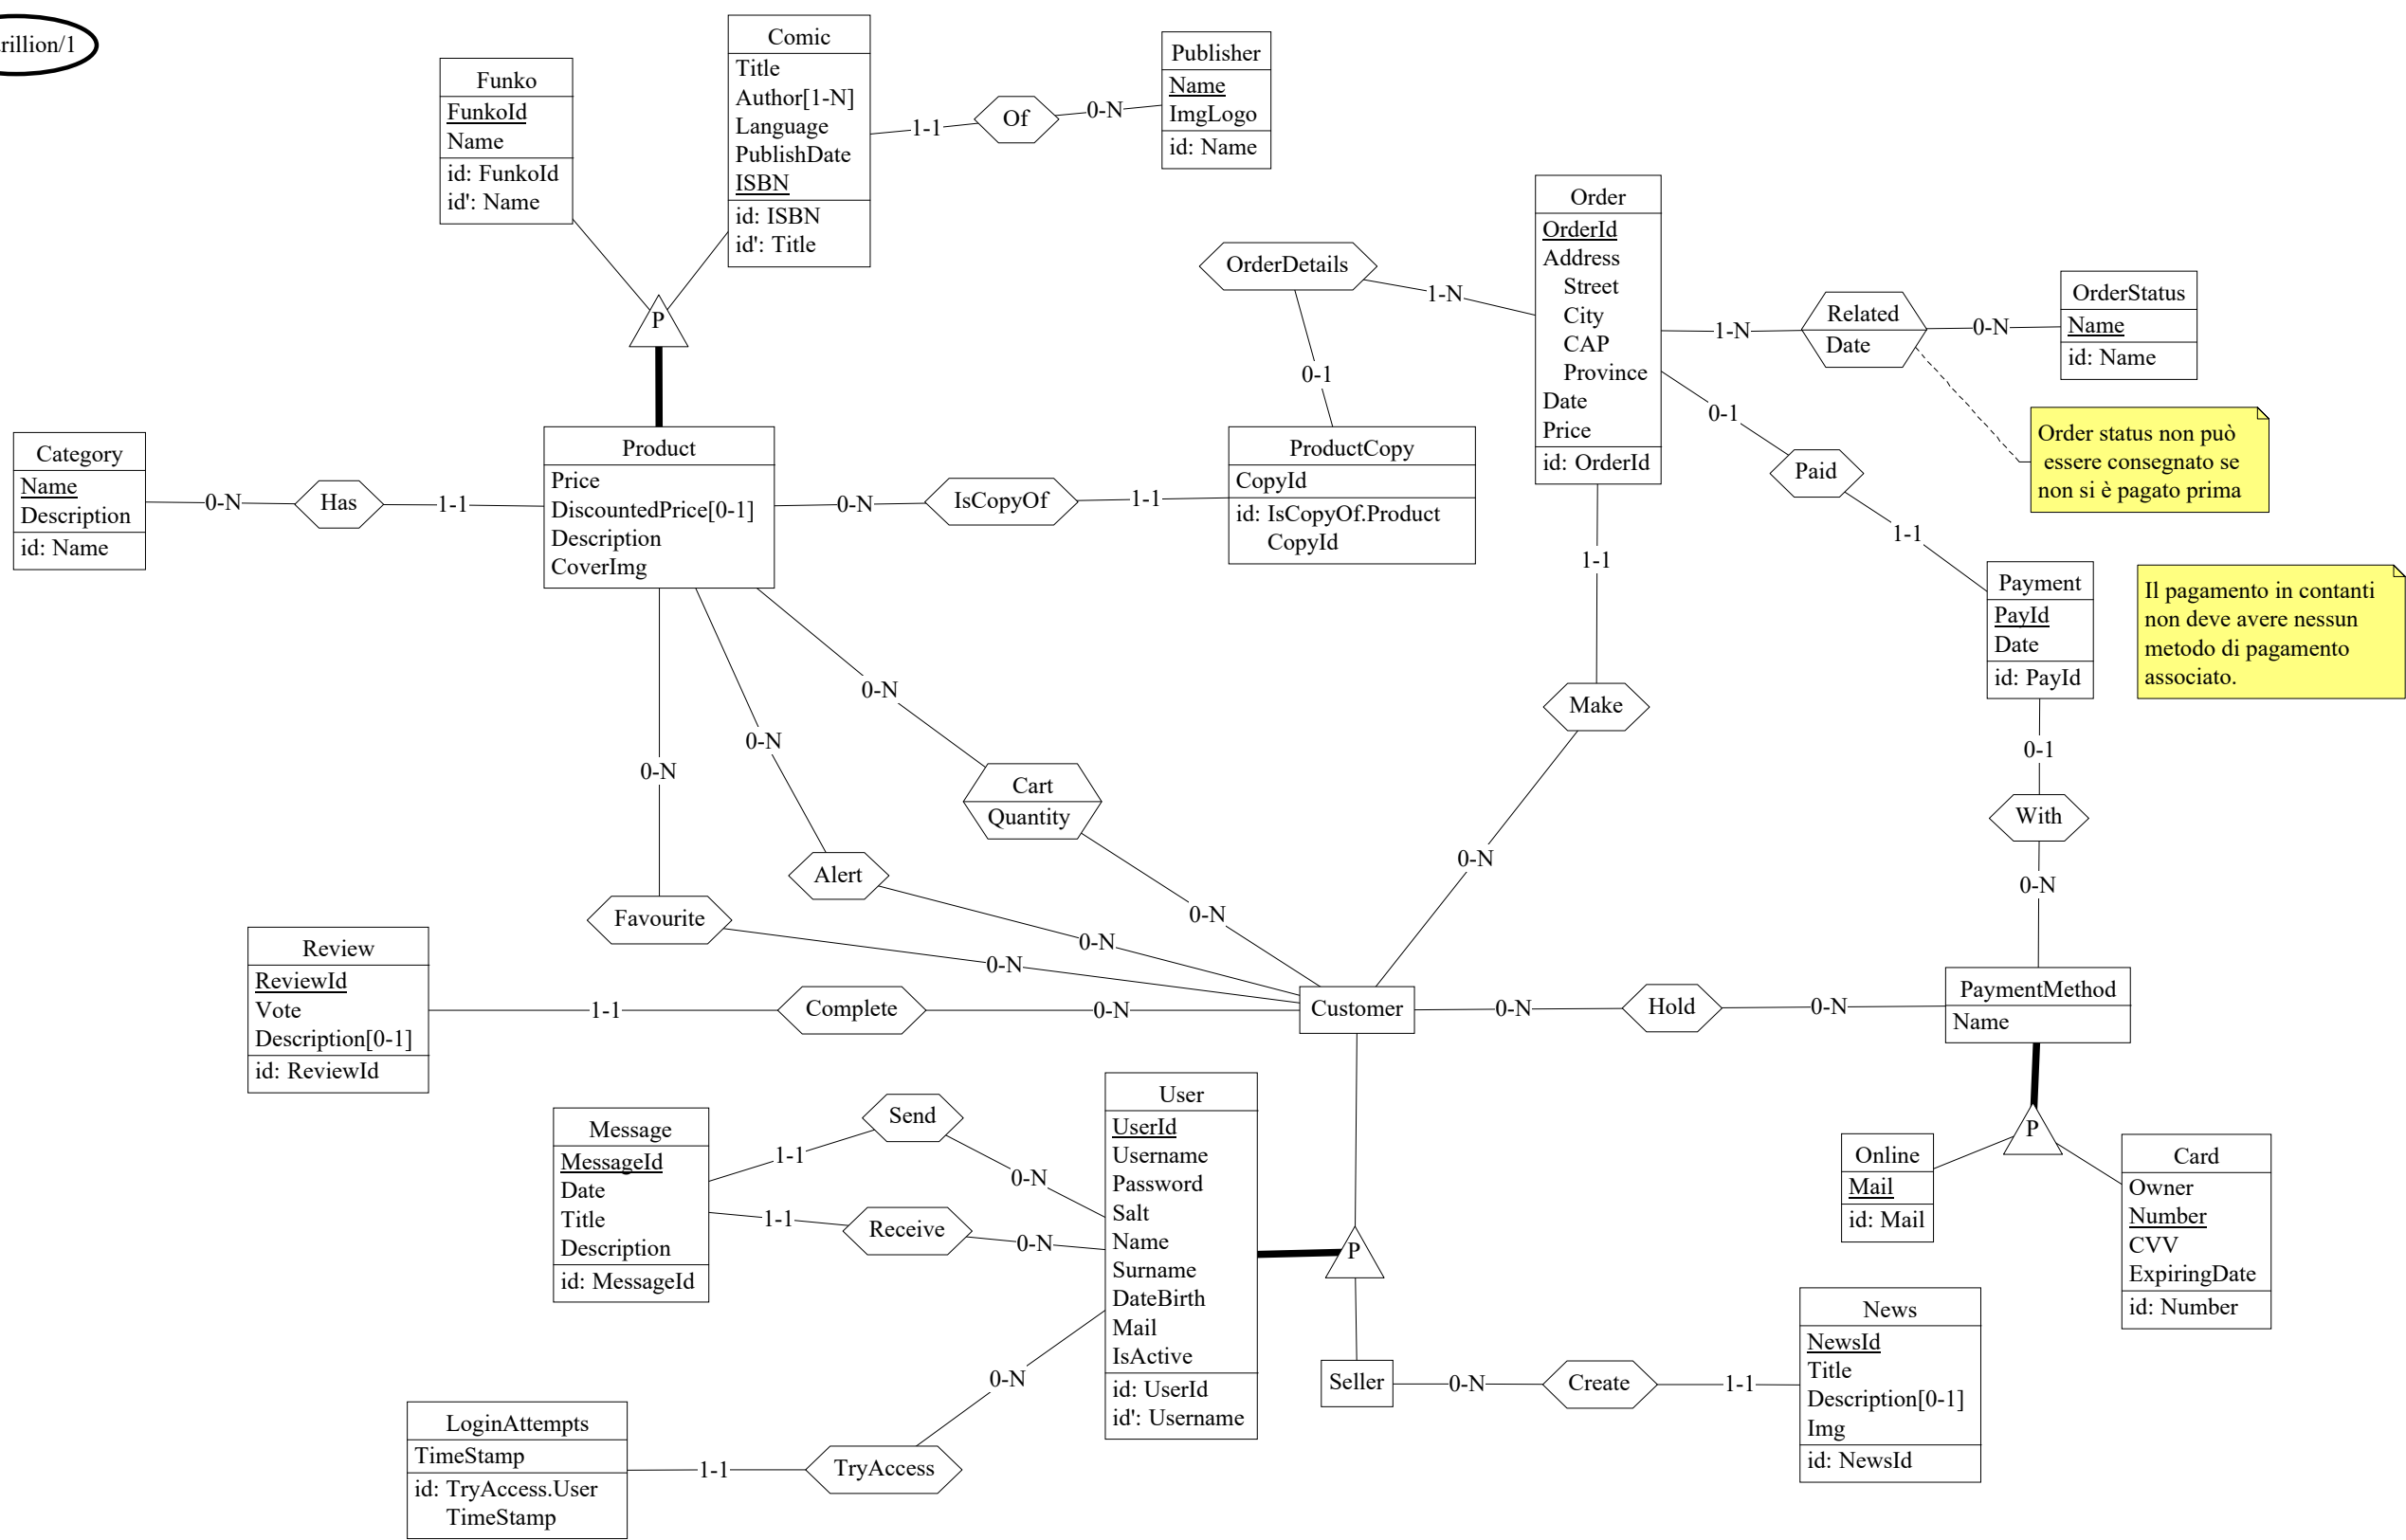 rillion/1
Funko
FunkoId
Name
id: FunkoId
id': Name
Comic
Title
Author[1-N]
Language
PublishDate
ISBN
id: ISBN
id': Title
1-1
Of
0-N
Publisher
Name
ImgLogo
id: Name
P
Category
Name
Description
id: Name
0-N
Has
1-1
Product
Price
DiscountedPrice[0-1]
Description
CoverImg
0-N
IsCopyOf
1-1
ProductCopy
CopyId
id: IsCopyOf.Product
CopyId
0-1
OrderDetails
1-N
Order
OrderId
Address
Street
City
CAP
Province
Date
Price
id: OrderId
1-N
Related
Date
0-N
OrderStatus
Name
id: Name
Order status non può
essere consegnato se
non si è pagato prima
0-1
Paid
1-1
Payment
PayId
Date
id: PayId
Il pagamento in contanti
non deve avere nessun
metodo di pagamento
associato.
1-1
Make
0-N
0-1
With
0-N
0-N
Cart
Quantity
0-N
0-N
Alert
0-N
0-N
Favourite
0-N
Review
ReviewId
Vote
Description[0-1]
id: ReviewId
1-1
Complete
0-N
Customer
0-N
Hold
0-N
PaymentMethod
Name
P
Online
Mail
id: Mail
Card
Owner
Number
CVV
ExpiringDate
id: Number
Message
MessageId
Date
Title
Description
id: MessageId
1-1
Send
0-N
1-1
Receive
0-N
User
UserId
Username
Password
Salt
Name
Surname
DateBirth
Mail
IsActive
id: UserId
id': Username
P
Seller
0-N
Create
1-1
News
NewsId
Title
Description[0-1]
Img
id: NewsId
LoginAttempts
TimeStamp
id: TryAccess.User
TimeStamp
1-1
TryAccess
0-N